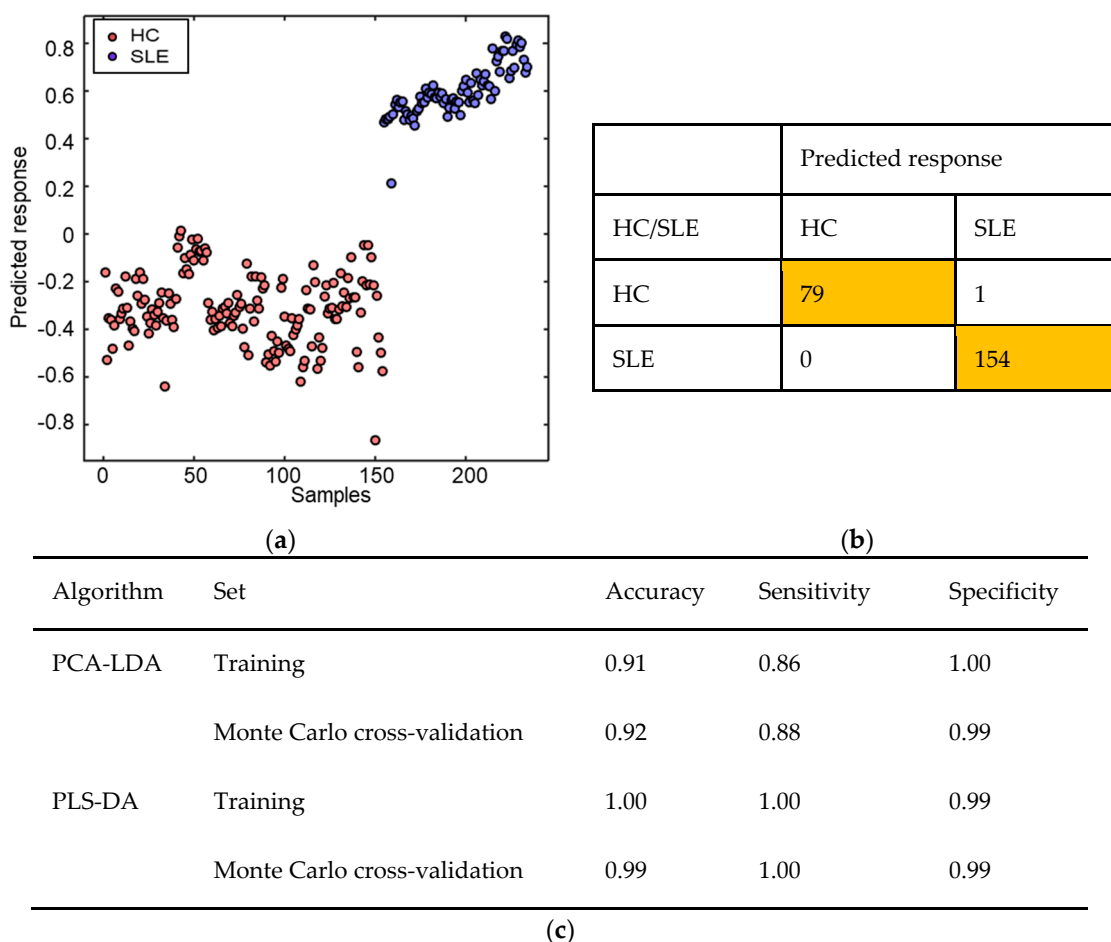 HC
SLE
0.8
0.6
0.4
0.2
0
-0.2
-0.4
-0.6
-0.8
Predicted response
0 50 100 150 200
Samples
(a)
Predicted response
HC/SLE HC SLE
HC 79 1
SLE 0 154
(b)
Algorithm Set Accuracy Sensitivity Specificity
PCA-LDA Training 0.91 0.86 1.00
Monte Carlo cross-validation 0.92 0.88 0.99
PLS-DA Training 1.00 1.00 0.99
Monte Carlo cross-validation 0.99 1.00 0.99
(c)